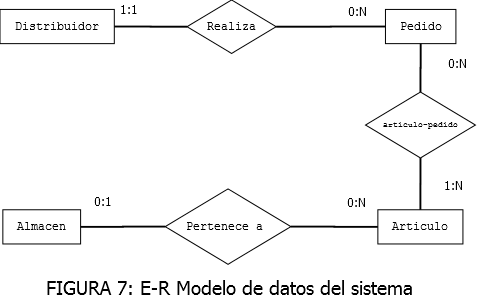 1:1
0:N
Distribuidor
Realiza
Pedido
0:N
articulo-pedido
0:1
0:N
1:N
Almacen
Pertenece a
Articulo
FIGURA 7: E-R Modelo de datos del sistema